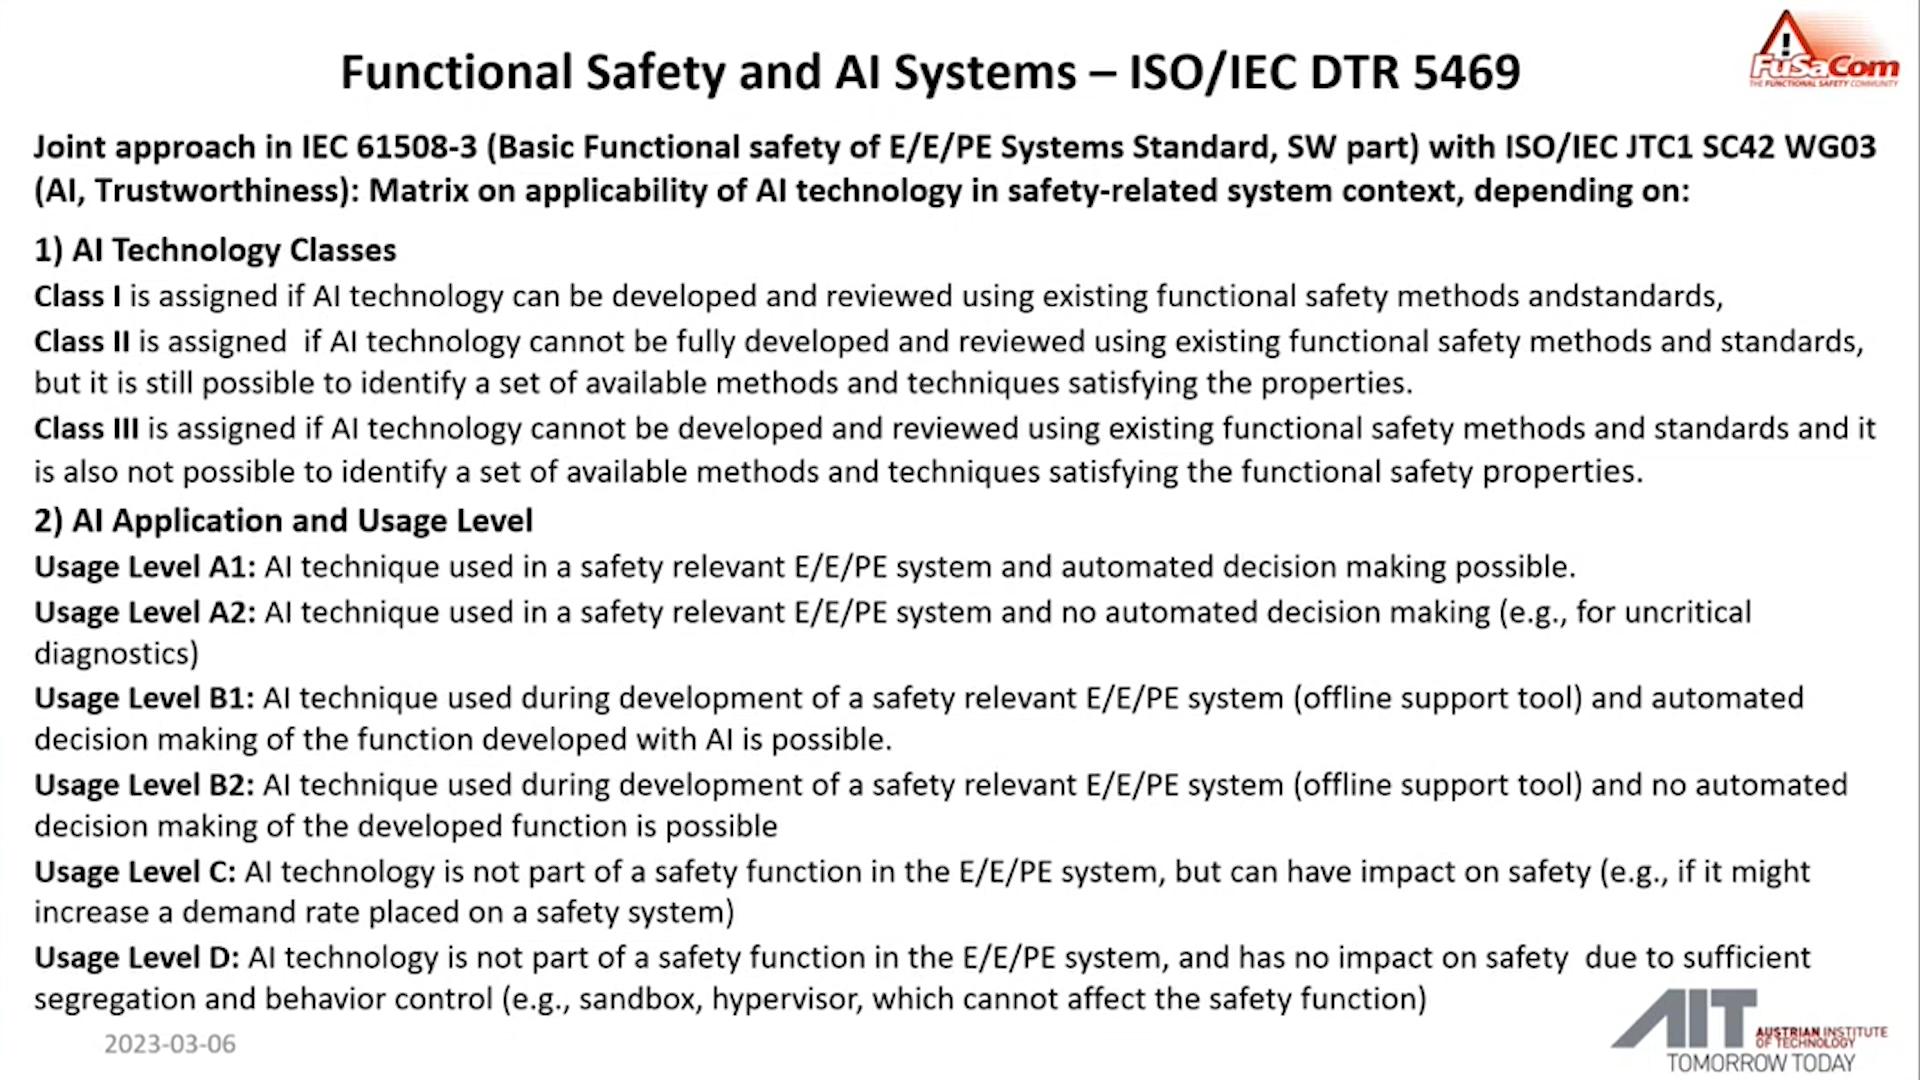 Functional Safety and AI Systems – ISO/IEC DTR 5469
FuSaCom
THE FUNCTIONAL SAFETY COMMUNITY
Joint approach in IEC 61508-3 (Basic Functional safety of E/E/PE Systems Standard, SW part) with ISO/IEC JTC1 SC42 WG03
(AI, Trustworthiness): Matrix on applicability of AI technology in safety-related system context, depending on:
1) AI Technology Classes
Class I is assigned if AI technology can be developed and reviewed using existing functional safety methods andstandards,
Class II is assigned  if AI technology cannot be fully developed and reviewed using existing functional safety methods and standards,
but it is still possible to identify a set of available methods and techniques satisfying the properties.
Class III is assigned if AI technology cannot be developed and reviewed using existing functional safety methods and standards and it
is also not possible to identify a set of available methods and techniques satisfying the functional safety properties.
2) AI Application and Usage Level
Usage Level A1: AI technique used in a safety relevant E/E/PE system and automated decision making possible.
Usage Level A2: AI technique used in a safety relevant E/E/PE system and no automated decision making (e.g., for uncritical
diagnostics)
Usage Level B1: AI technique used during development of a safety relevant E/E/PE system (offline support tool) and automated
decision making of the function developed with AI is possible.
Usage Level B2: AI technique used during development of a safety relevant E/E/PE system (offline support tool) and no automated
decision making of the developed function is possible
Usage Level C: AI technology is not part of a safety function in the E/E/PE system, but can have impact on safety (e.g., if it might
increase a demand rate placed on a safety system)
Usage Level D: AI technology is not part of a safety function in the E/E/PE system, and has no impact on safety  due to sufficient
segregation and behavior control (e.g., sandbox, hypervisor, which cannot affect the safety function)
2023-03-06
AIT
AUSTRIAN INSTITUTE
OF TECHNOLOGY
TOMORROW TODAY